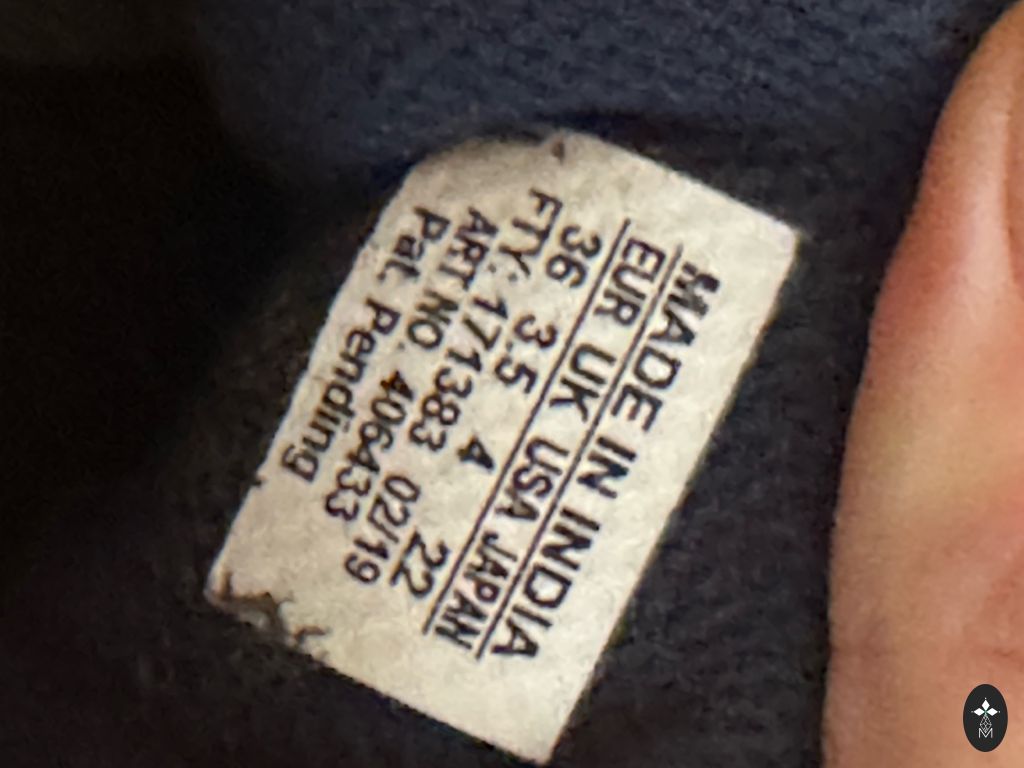 MADE IN INDIA
EUR UK USA JAPAN
36 3.5 4 22
FTY: 171383 02/19
ART NO. 406433
Pat. Pending
M